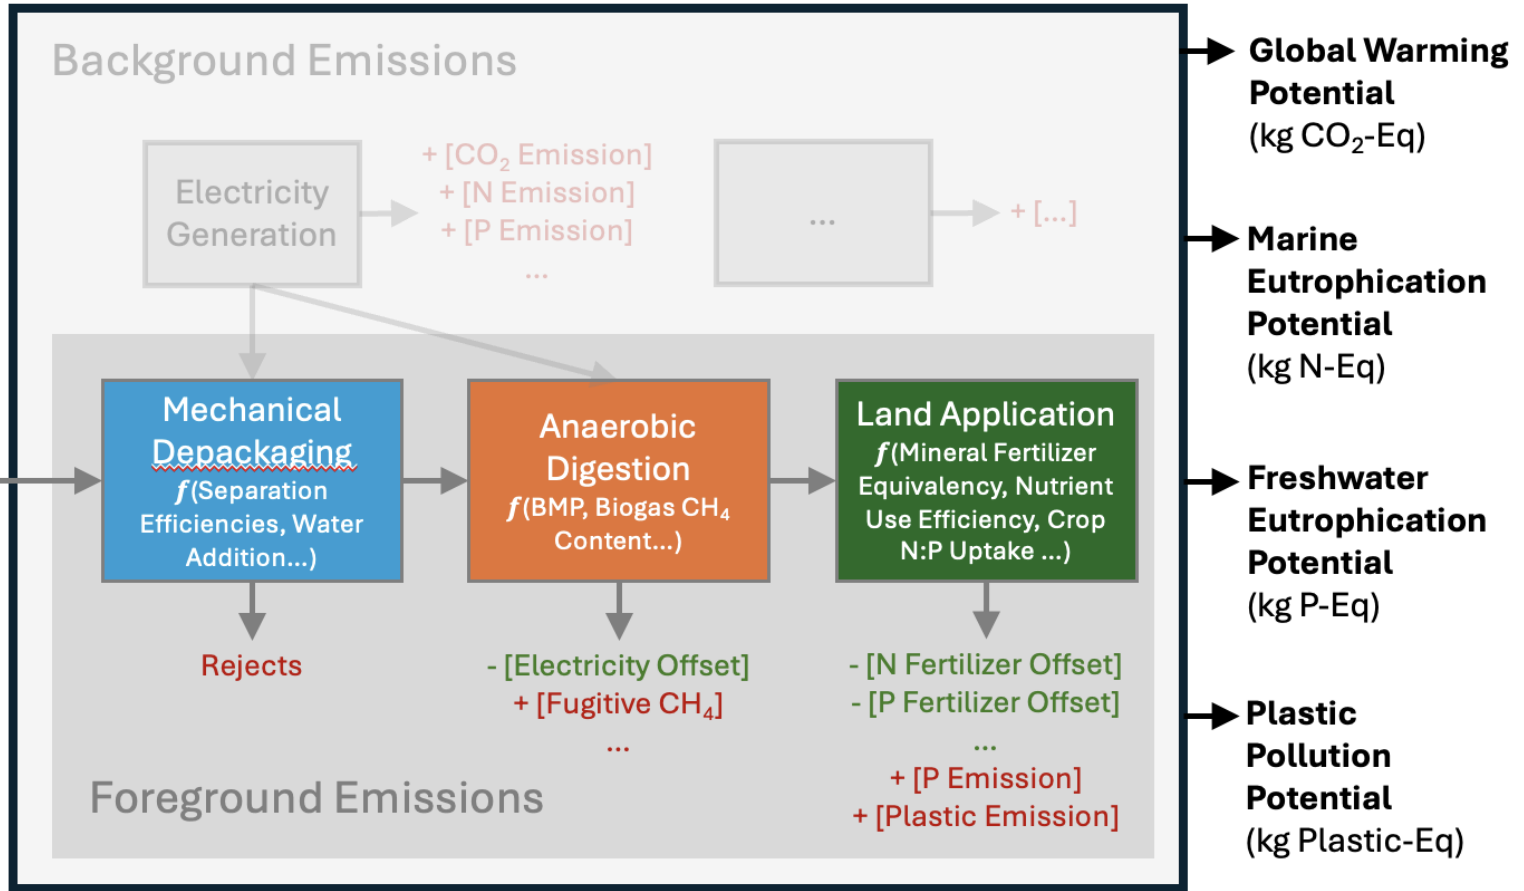 Background Emissions
Electricity
Generation
+ [CO₂ Emission]
+ [N Emission]
+ [P Emission]
...
...
+ [...]
Mechanical
Depackaging
f(Separation
Efficiencies, Water
Addition...)
Anaerobic
Digestion
f(BMP, Biogas CH₄
Content...)
Land Application
f(Mineral Fertilizer
Equivalency, Nutrient
Use Efficiency, Crop
N:P Uptake ...)
Rejects
- [Electricity Offset]
+ [Fugitive CH₄]
...
- [N Fertilizer Offset]
- [P Fertilizer Offset]
...
+ [P Emission]
+ [Plastic Emission]
Foreground Emissions
Global Warming
Potential
(kg CO₂-Eq)
Marine
Eutrophication
Potential
(kg N-Eq)
Freshwater
Eutrophication
Potential
(kg P-Eq)
Plastic
Pollution
Potential
(kg Plastic-Eq)